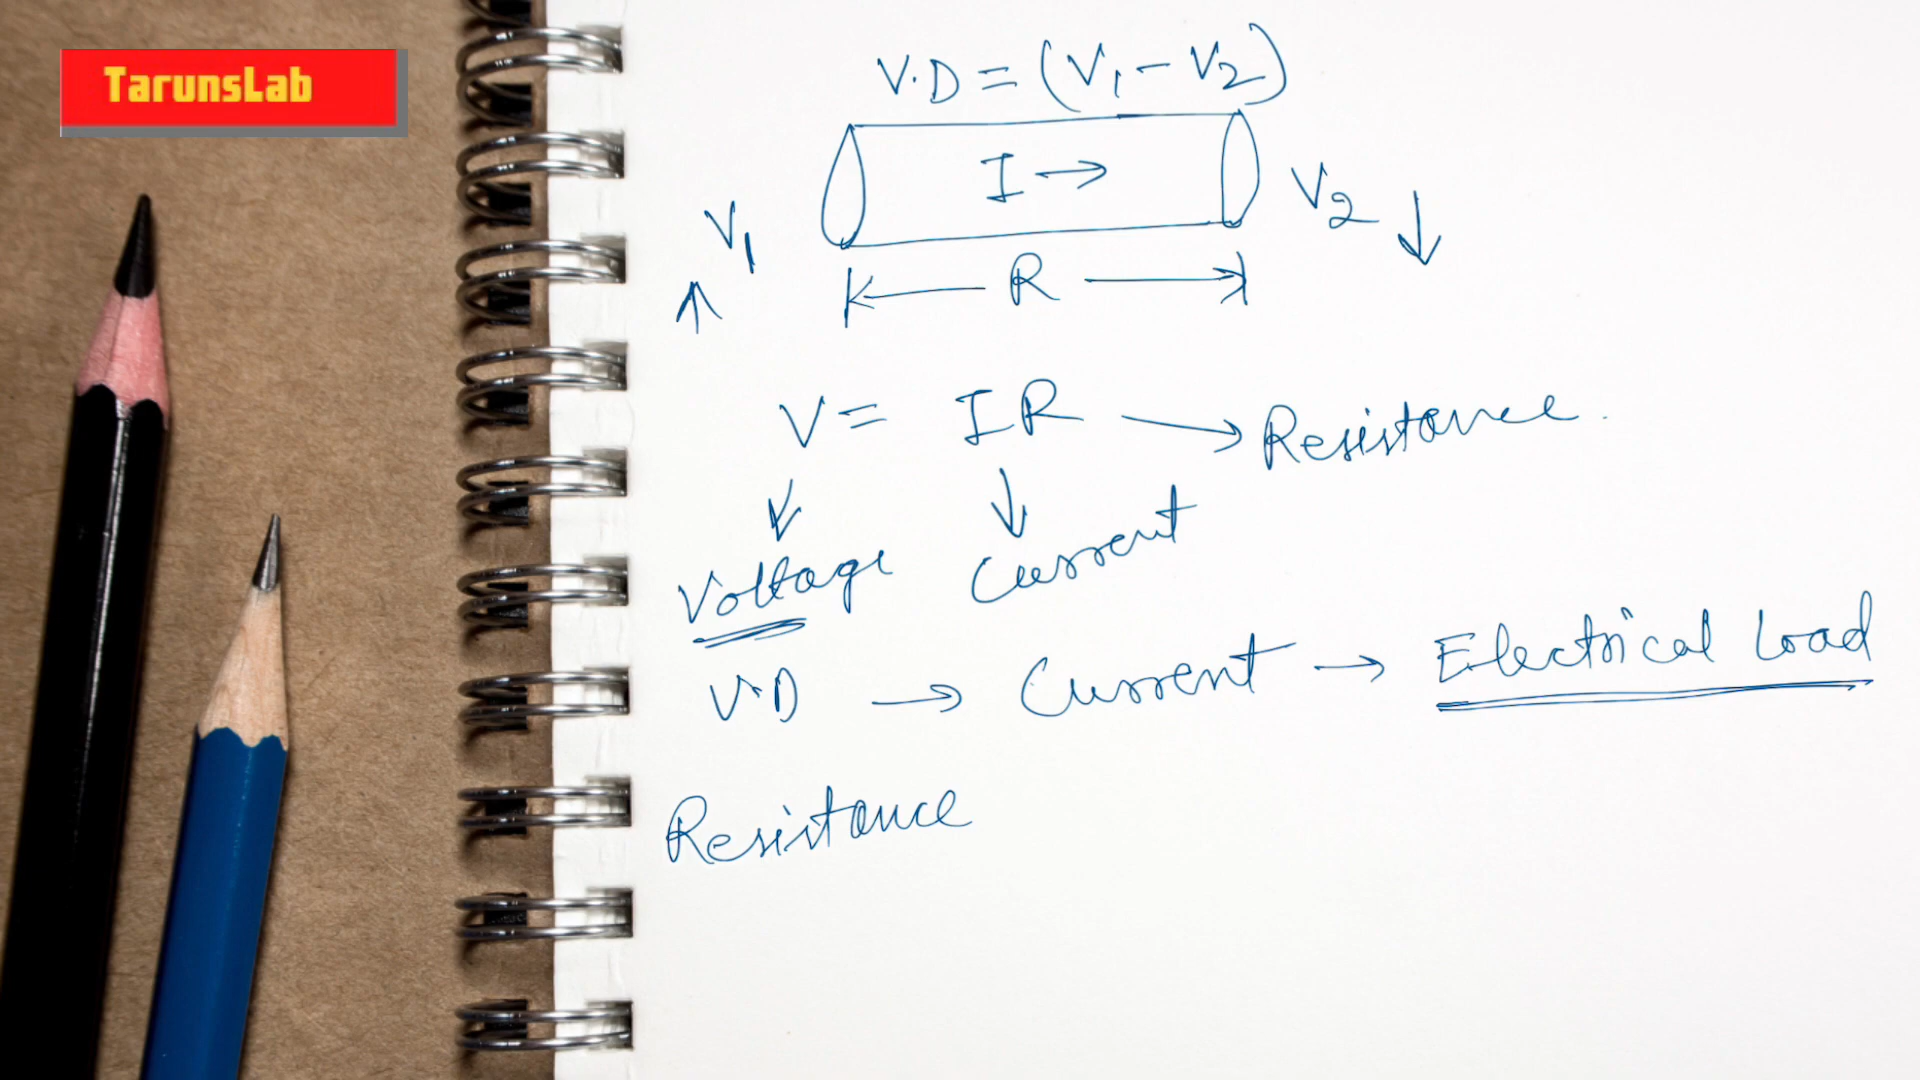 TarunsLab
V.D = (V1 - V2)
I →
V1 ↑
V2 ↓
R
V = IR → Resistance.
Voltage Current
V.D → Current → Electrical Load
Resistance